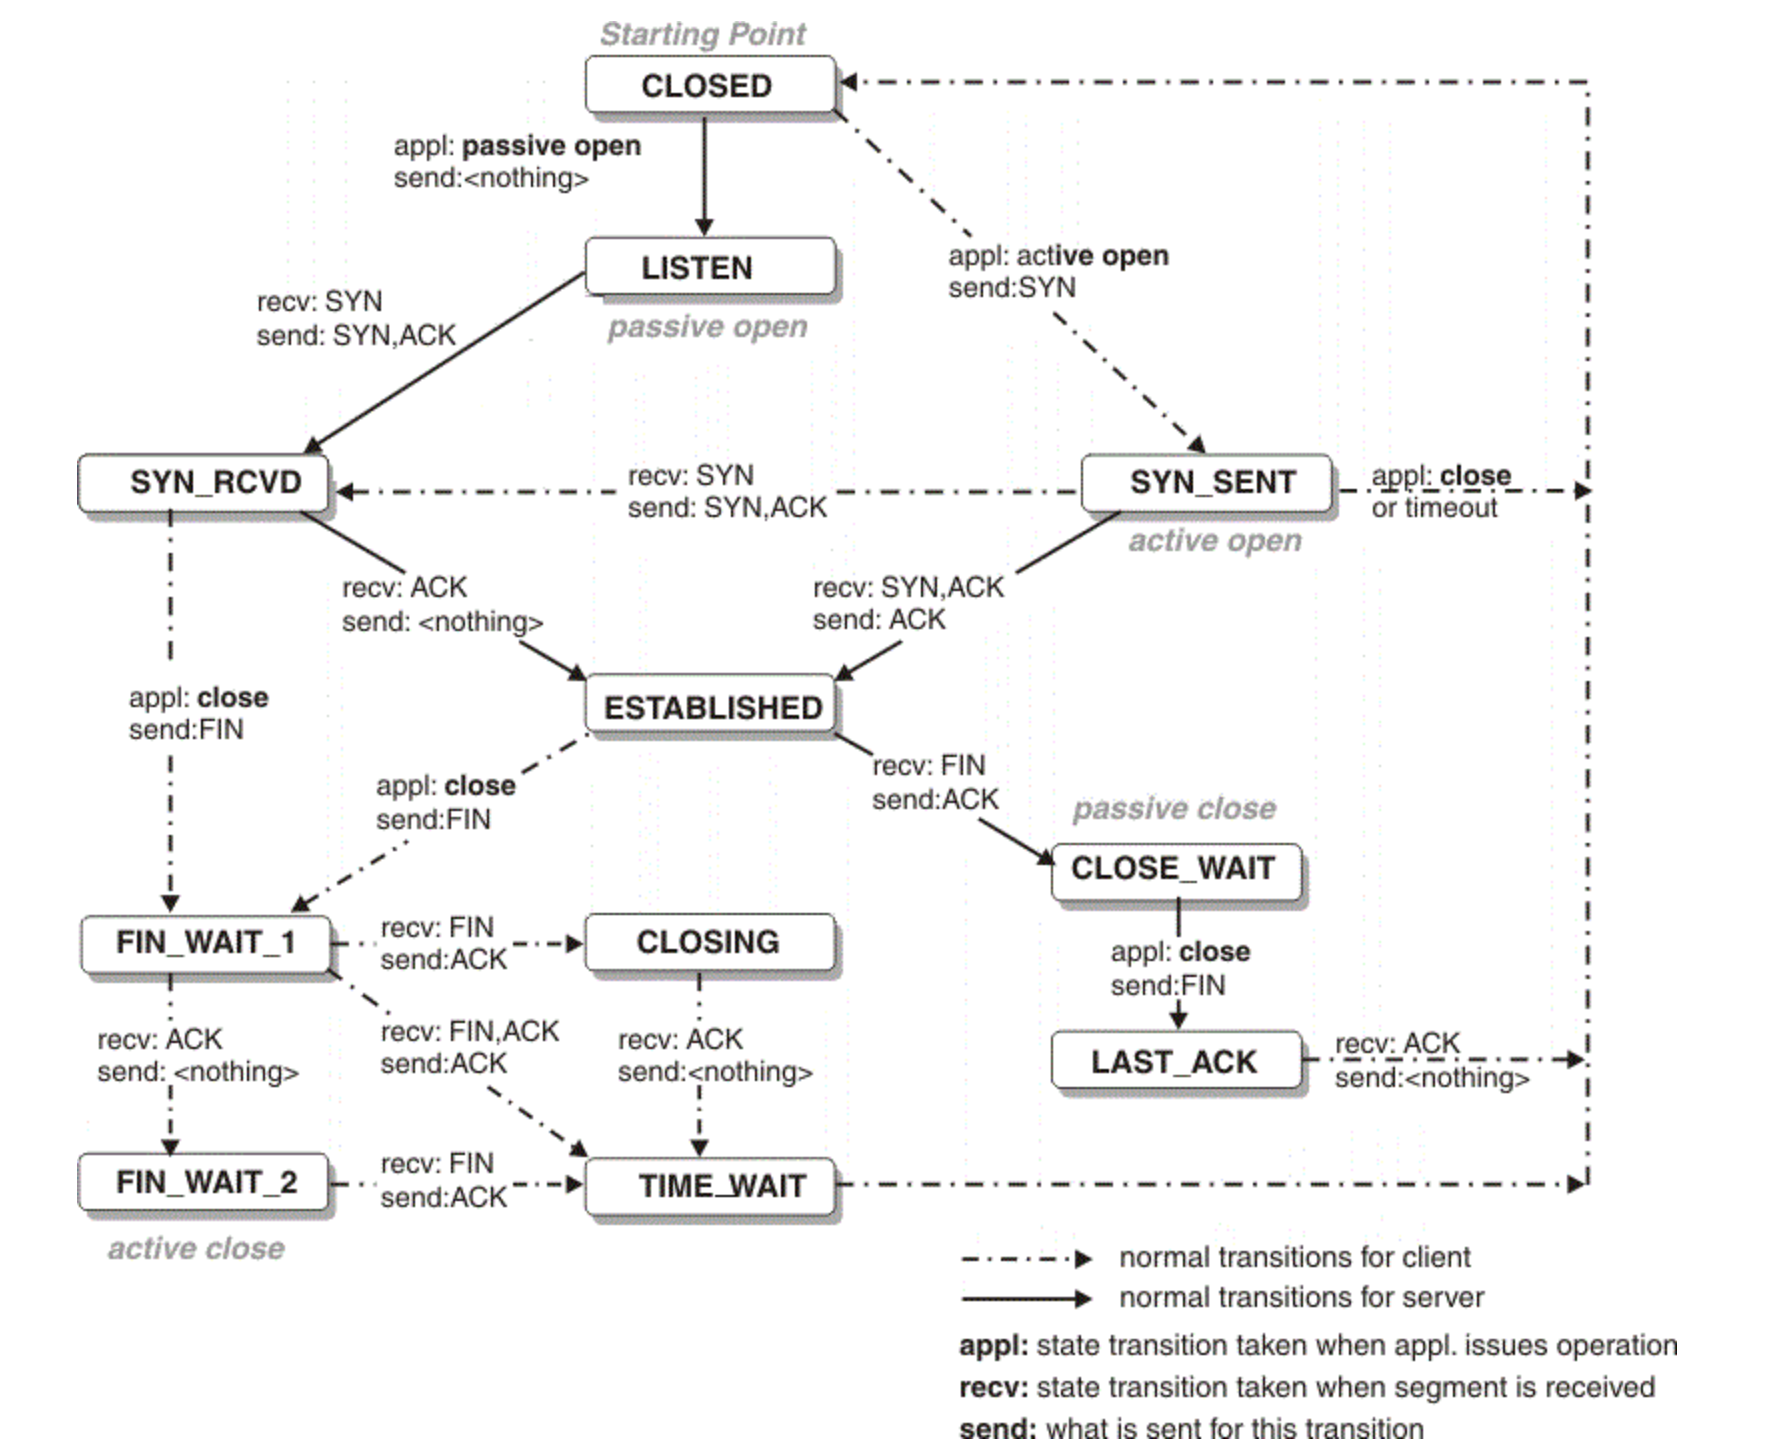 Starting Point
CLOSED
appl: passive open
send:<nothing>
LISTEN
passive open
appl: active open
send:SYN
recv: SYN
send: SYN,ACK
SYN_RCVD
recv: SYN
send: SYN,ACK
SYN_SENT
active open
appl: close
or timeout
recv: ACK
send: <nothing>
recv: SYN,ACK
send: ACK
appl: close
send:FIN
ESTABLISHED
appl: close
send:FIN
recv: FIN
send:ACK
passive close
CLOSE_WAIT
appl: close
send:FIN
LAST_ACK
recv: ACK
send:<nothing>
FIN_WAIT_1
recv: FIN
send:ACK
CLOSING
recv: ACK
send: <nothing>
recv: FIN,ACK
send:ACK
recv: ACK
send:<nothing>
FIN_WAIT_2
recv: FIN
send:ACK
TIME_WAIT
active close
normal transitions for client
normal transitions for server
appl: state transition taken when appl. issues operation
recv: state transition taken when segment is received
send: what is sent for this transition